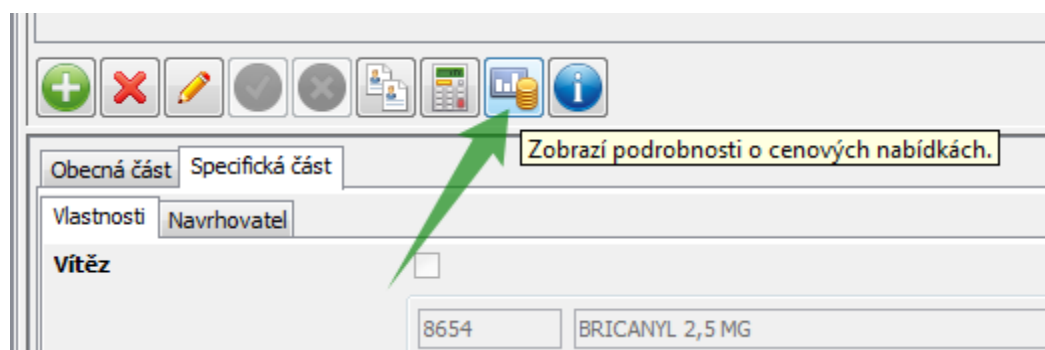 Zobrazí podrobnosti o cenových nabídkách.
Obecná část Specifická část
Vlastnosti Navrhovatel
Vítěz
8654 BRICANYL 2,5 MG